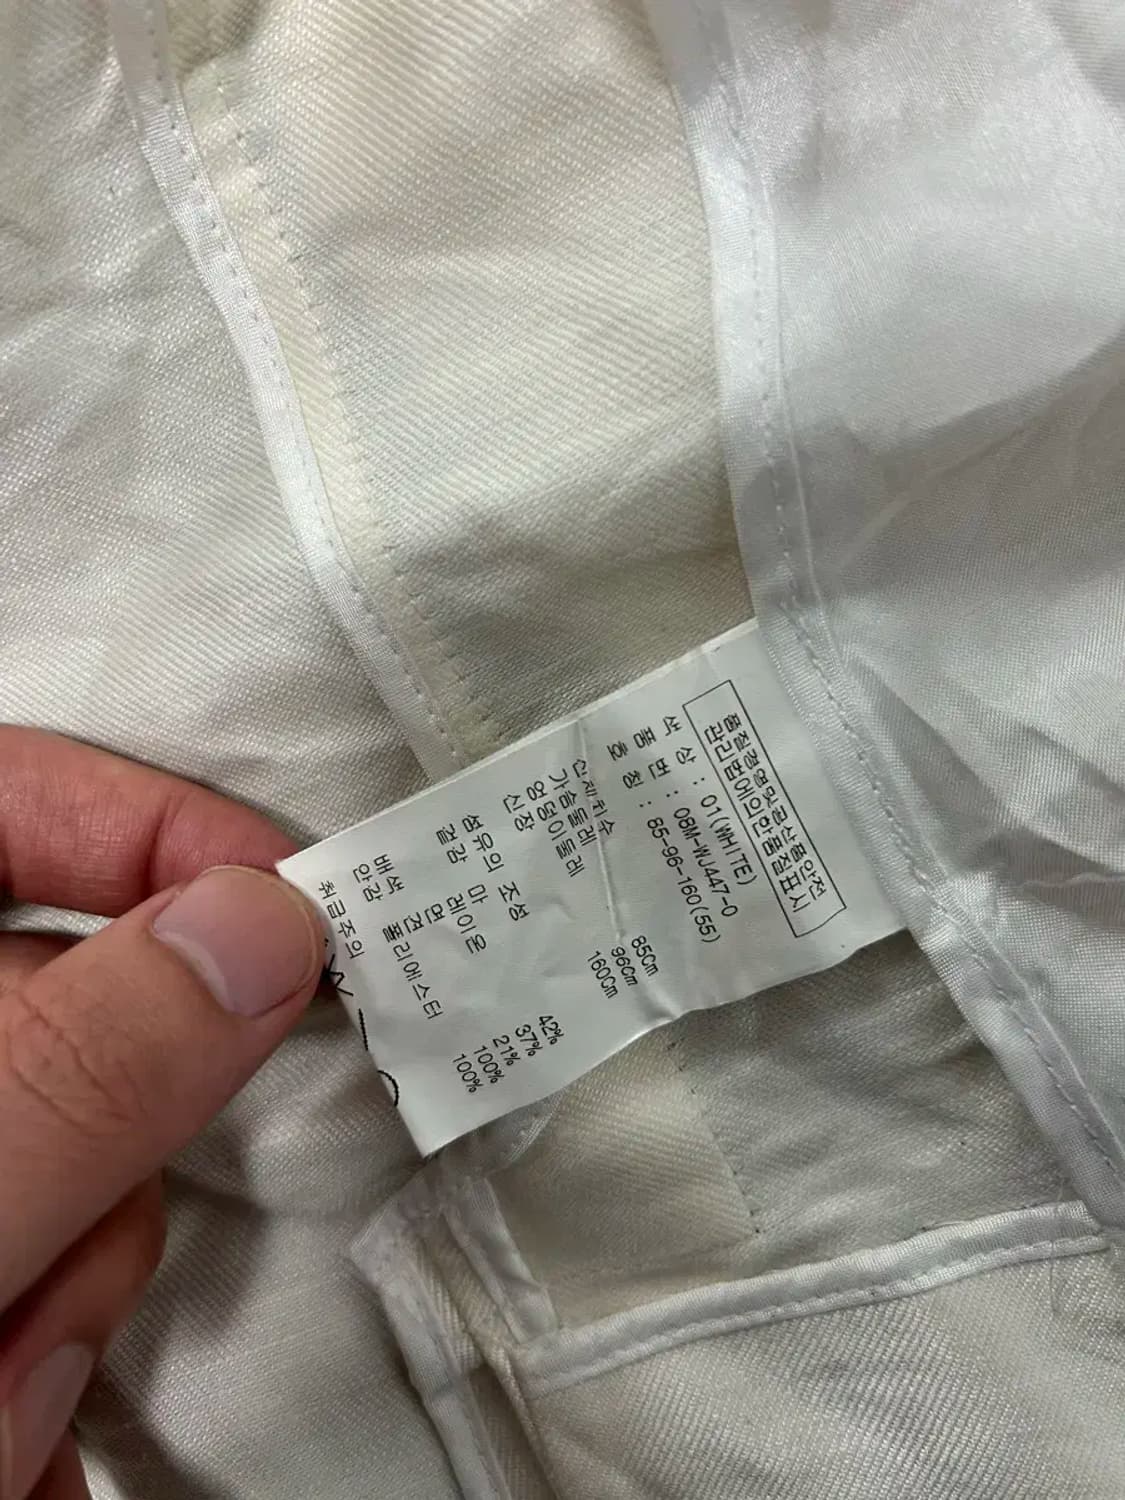 품질경영및공산품안전
관리법에의한품질표시
색 상 : 01(WHITE)
품 번 : 08M-WJ447-0
호 칭 : 85-96-160(55)
신체치수
가슴둘레 85Cm
엉덩이둘레 96Cm
신장 160Cm
섬유의 조성
겉감 마 42%
레이온 37%
면 21%
배색 폴리에스터 100%
안감 100%
취급주의